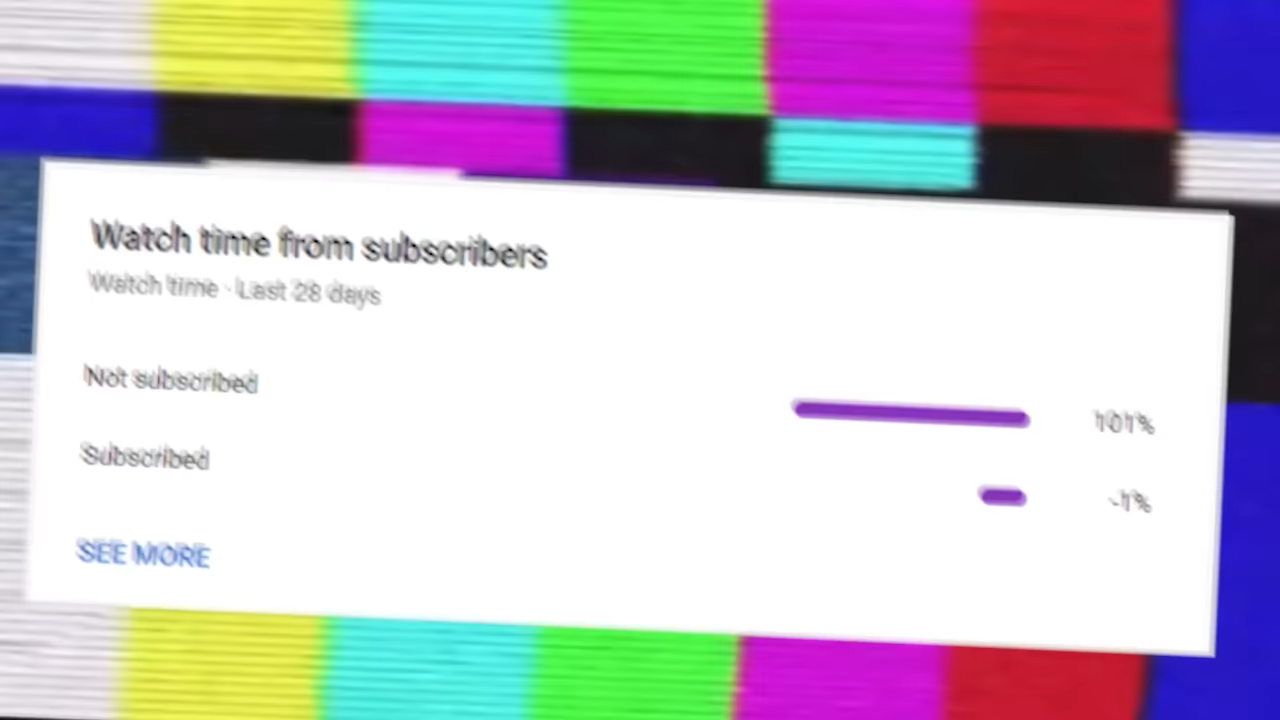 Watch time from subscribers
Watch time · Last 28 days
Not subscribed
101%
Subscribed
-1%
SEE MORE